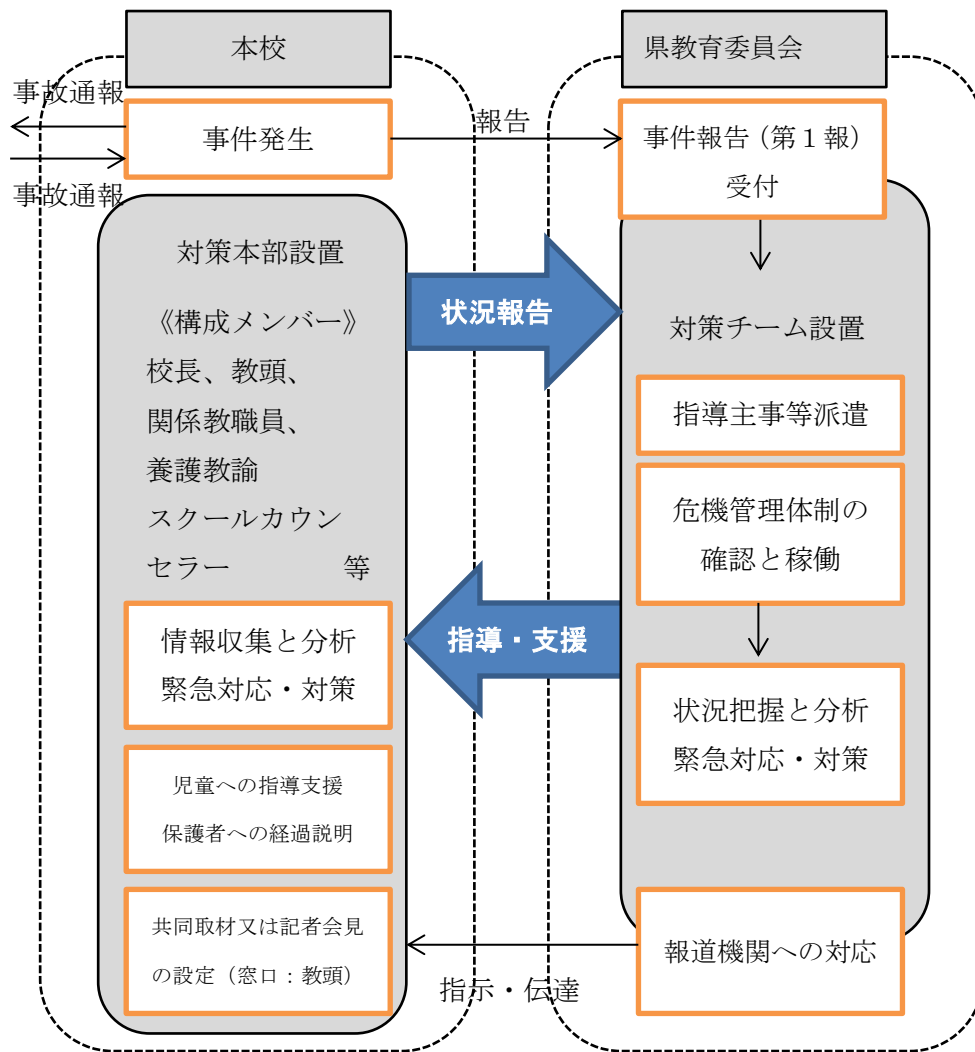 本校
県教育委員会
事故通報
事件発生
報告
事件報告（第１報）
受付
事故通報
対策本部設置
《構成メンバー》
校長、教頭、
関係教職員、
養護教諭
スクールカウン
セラー　　　　等
状況報告
対策チーム設置
指導主事等派遣
危機管理体制の
確認と稼働
指導・支援
情報収集と分析
緊急対応・対策
状況把握と分析
緊急対応・対策
児童への指導支援
保護者への経過説明
共同取材又は記者会見
の設定（窓口：教頭）
報道機関への対応
指示・伝達